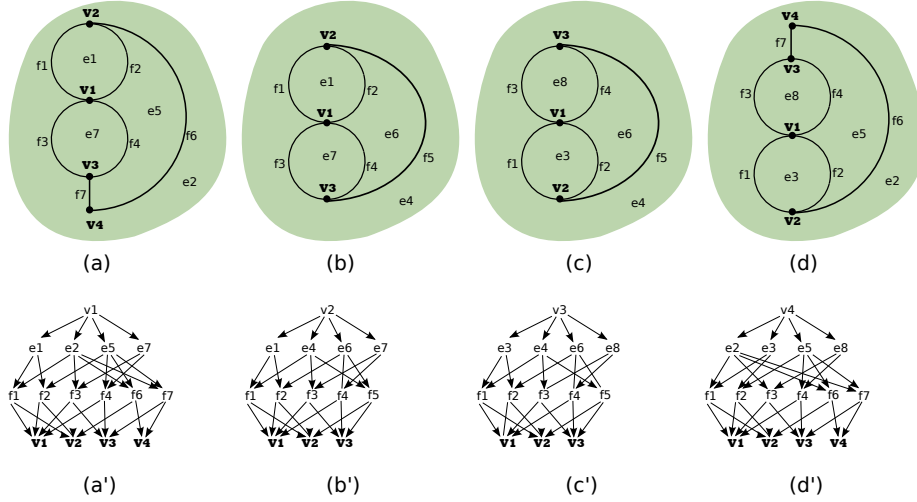 V2 V2 V3 V4
f1 e1 f2 f1 e1 f2 f3 e8 f4 f7 V3 f3 e8 f4
V1 V1 V1 V1
e5 f6 e6 f5 e6 f5 e5 f6
f3 e7 f4 f3 e7 f4 f1 e3 f2 f1 e3 f2
V3 f7 e2 V3 e4 V2 e4 V2 e2
V4
(a) (b) (c) (d)
v1 v2 v3 v4
e1 e2 e5 e7 e1 e4 e6 e7 e3 e4 e6 e8 e2 e3 e5 e8
f1 f2 f3 f4 f6 f7 f1 f2 f3 f4 f5 f1 f2 f3 f4 f5 f1 f2 f3 f4 f6 f7
V1 V2 V3 V4 V1 V2 V3 V1 V2 V3 V1 V2 V3 V4
(a') (b') (c') (d')